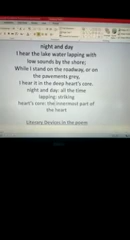 night and day
I hear the lake water lapping with
low sounds by the shore;
While I stand on the roadway, or on
the pavements grey,
I hear it in the deep heart's core.
night and day: all the time
lapping: striking
heart's core: the innermost part of
the heart
Literary Devices in the poem